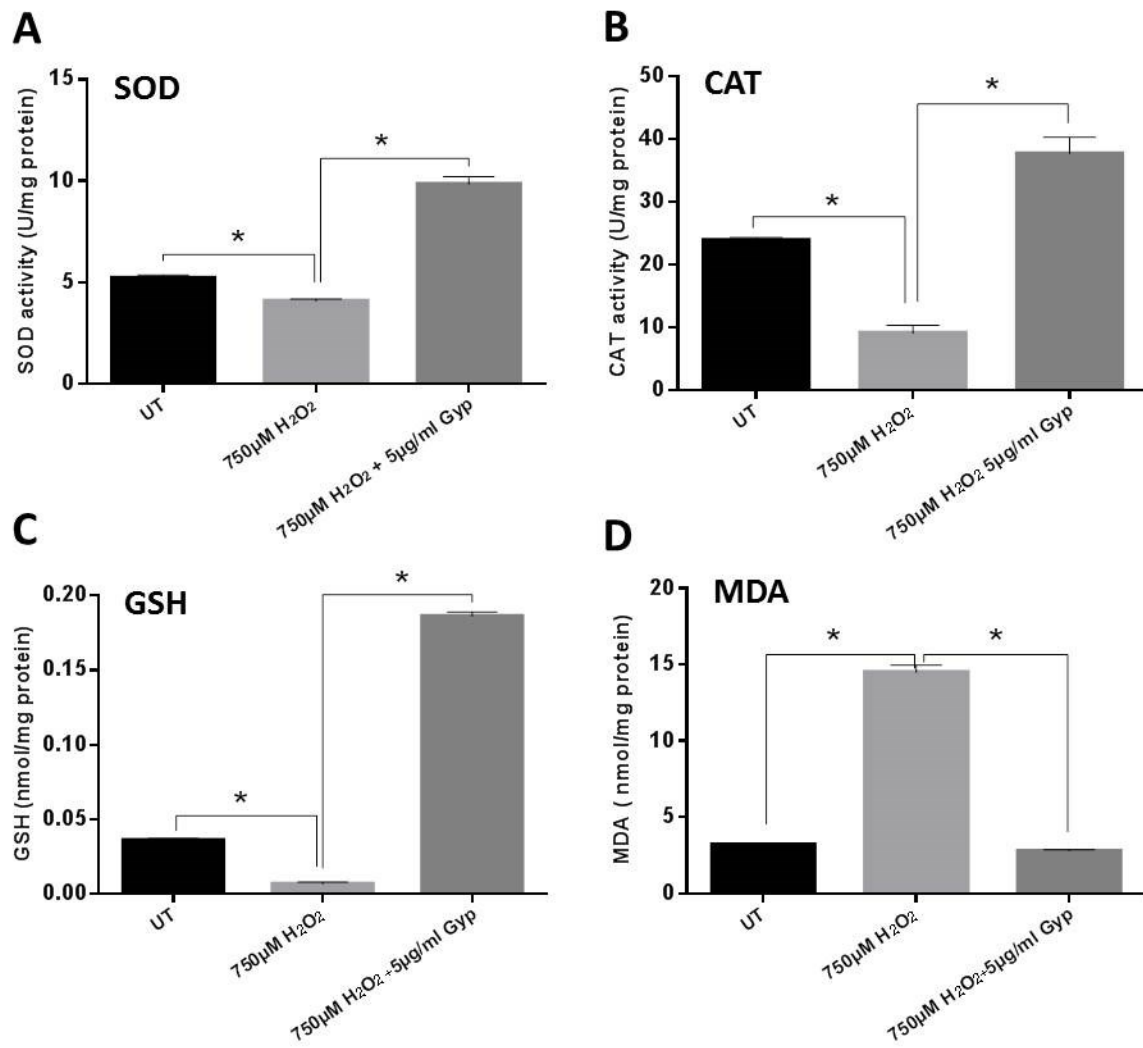 A
SOD
SOD activity (U/mg protein)
15
10
5
0
*
*
UT
750µM H₂O₂
750µM H₂O₂ + 5µg/ml Gyp
B
CAT
CAT activity (U/mg protein)
50
40
30
20
10
0
*
*
UT
750µM H₂O₂
750µM H₂O₂ 5µg/ml Gyp
C
GSH
GSH (nmol/mg protein)
0.20
0.15
0.10
0.05
0.00
*
*
UT
750µM H₂O₂
750µM H₂O₂ +5µg/ml Gyp
D
MDA
MDA ( nmol/mg protein)
20
15
10
5
0
*
*
UT
750µM H₂O₂
750µM H₂O₂+5µg/ml Gyp